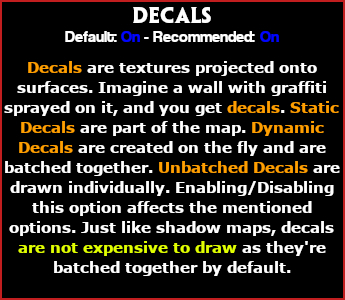 DECALS
Default: On - Recommended: On
Decals are textures projected onto
surfaces. Imagine a wall with graffiti
sprayed on it, and you get decals. Static
Decals are part of the map. Dynamic
Decals are created on the fly and are
batched together. Unbatched Decals are
drawn individually. Enabling/Disabling
this option affects the mentioned
options. Just like shadow maps, decals
are not expensive to draw as they're
batched together by default.